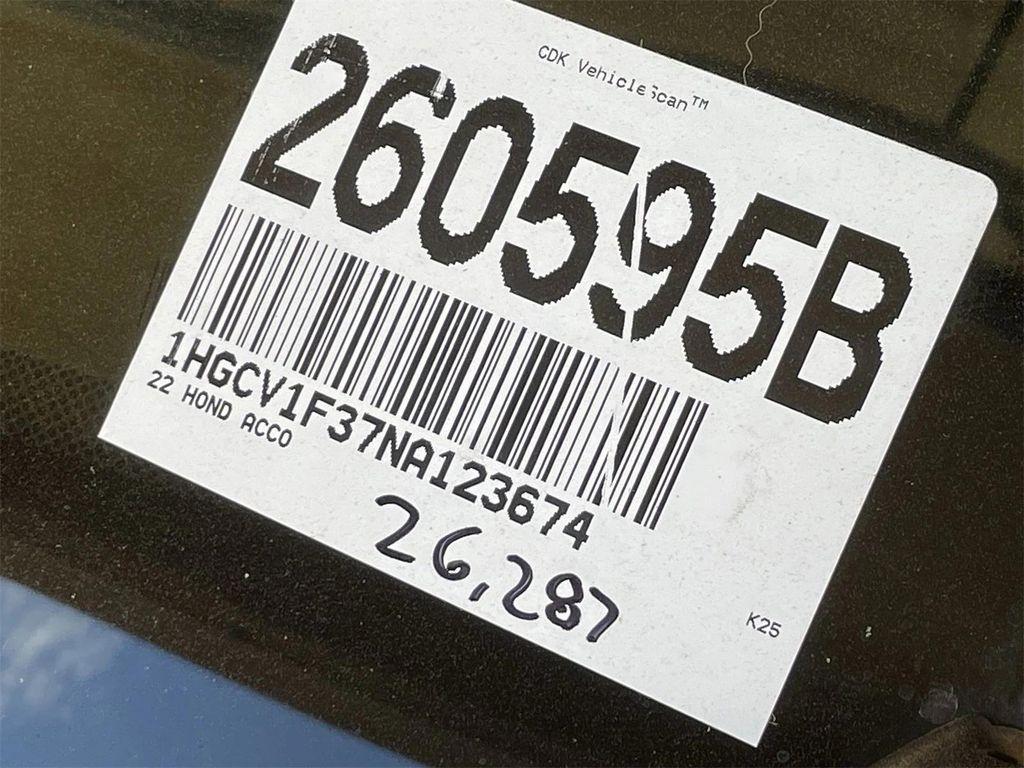 CDK VehicleScan™
260595B
1HGCV1F37NA123674
22 HOND ACCO
26,287
K25